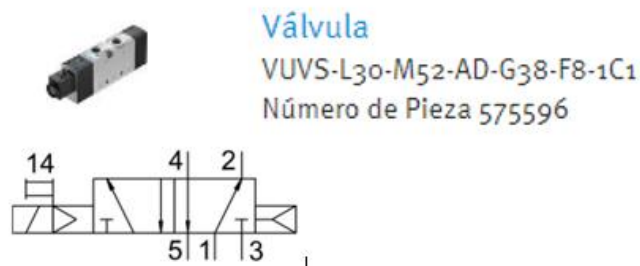 Válvula
VUVS-L30-M52-AD-G38-F8-1C1
Número de Pieza 575596
14
4 2
5 1 3